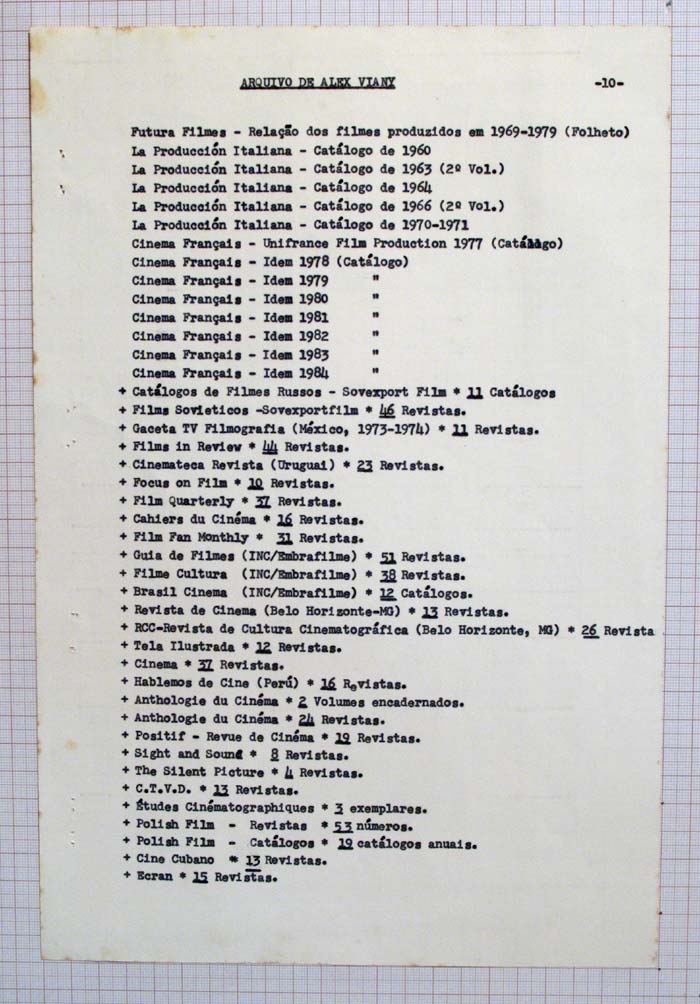 ARQUIVO DE ALEX VIANY
-10-
Futura Filmes - Relação dos filmes produzidos em 1969-1979 (Folheto)
La Producción Italiana - Catálogo de 1960
La Producción Italiana - Catálogo de 1963 (2º Vol.)
La Producción Italiana - Catálogo de 1964
La Producción Italiana - Catálogo de 1966 (2º Vol.)
La Producción Italiana - Catálogo de 1970-1971
Cinema Français - Unifrance Film Production 1977 (Catálogo)
Cinema Français - Idem 1978 (Catálogo)
Cinema Français - Idem 1979 "
Cinema Français - Idem 1980 "
Cinema Français - Idem 1981 "
Cinema Français - Idem 1982 "
Cinema Français - Idem 1983 "
Cinema Français - Idem 1984 "
+ Catálogos de Filmes Russos - Sovexport Film * 11 Catálogos
+ Films Sovieticos -Sovexportfilm * 46 Revistas.
+ Gaceta TV Filmografia (México, 1973-1974) * 11 Revistas.
+ Films in Review * 44 Revistas.
+ Cinemateca Revista (Uruguai) * 23 Revistas.
+ Focus on Film * 10 Revistas.
+ Film Quarterly * 37 Revistas.
+ Cahiers du Cinéma * 16 Revistas.
+ Film Fan Monthly * 31 Revistas.
+ Guia de Filmes (INC/Embrafilme) * 51 Revistas.
+ Filme Cultura (INC/Embrafilme) * 38 Revistas.
+ Brasil Cinema (INC/Embrafilme) * 12 Catálogos.
+ Revista de Cinema (Belo Horizonte-MG) * 13 Revistas.
+ RCC-Revista de Cultura Cinematográfica (Belo Horizonte, MG) * 26 Revista
+ Tela Ilustrada * 12 Revistas.
+ Cinema * 37 Revistas.
+ Hablemos de Cine (Perú) * 16 Revistas.
+ Anthologie du Cinéma * 2 Volumes encadernados.
+ Anthologie du Cinéma * 24 Revistas.
+ Positif - Revue de Cinéma * 19 Revistas.
+ Sight and Sound * 8 Revistas.
+ The Silent Picture * 4 Revistas.
+ C.T.V.D. * 13 Revistas.
+ Études Cinématographiques * 3 exemplares.
+ Polish Film - Revistas * 53 números.
+ Polish Film - Catálogos * 19 catálogos anuais.
+ Cine Cubano * 13 Revistas.
+ Ecran * 15 Revistas.